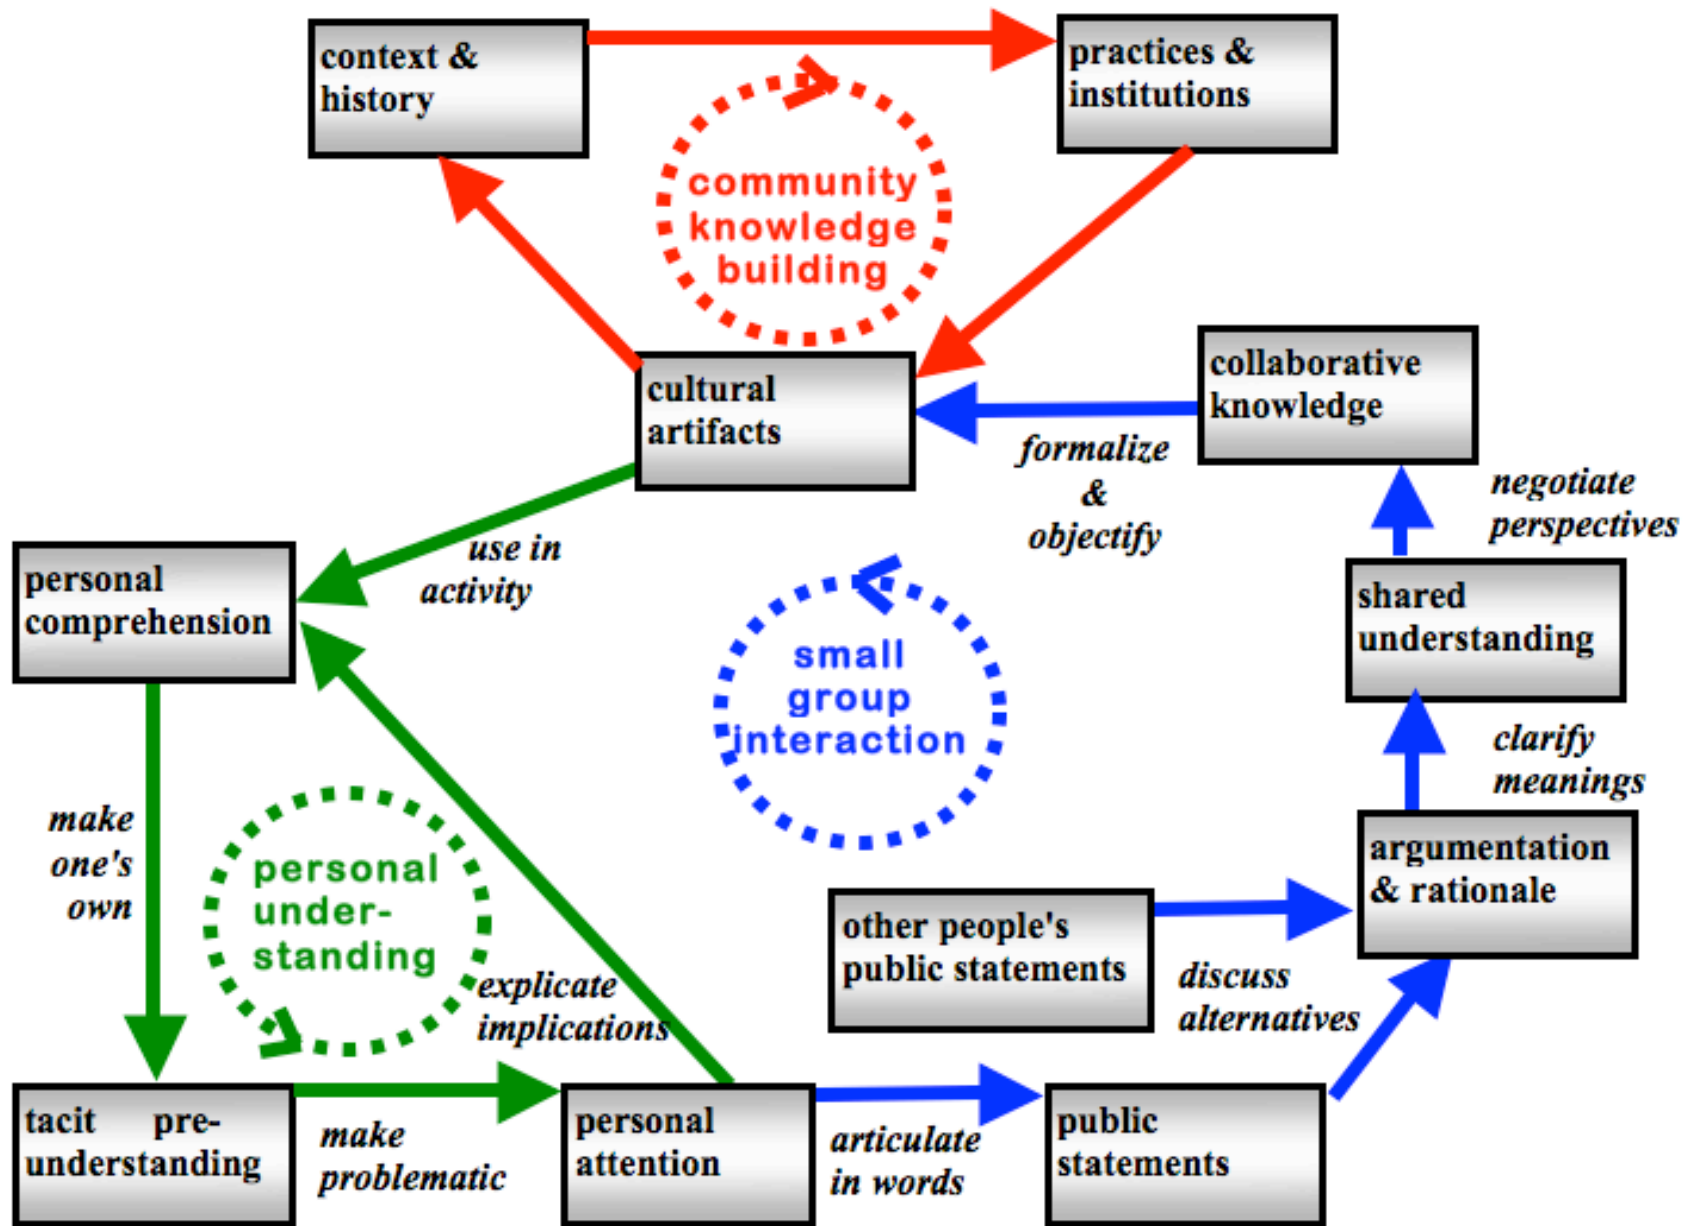 context &
history
practices &
institutions
community
knowledge
building
cultural
artifacts
collaborative
knowledge
formalize
&
objectify
negotiate
perspectives
use in
activity
personal
comprehension
shared
understanding
small
group
interaction
clarify
meanings
make
one's
own
personal
under-
standing
argumentation
& rationale
other people's
public statements
explicate
implications
discuss
alternatives
tacit pre-
understanding
make
problematic
personal
attention
articulate
in words
public
statements